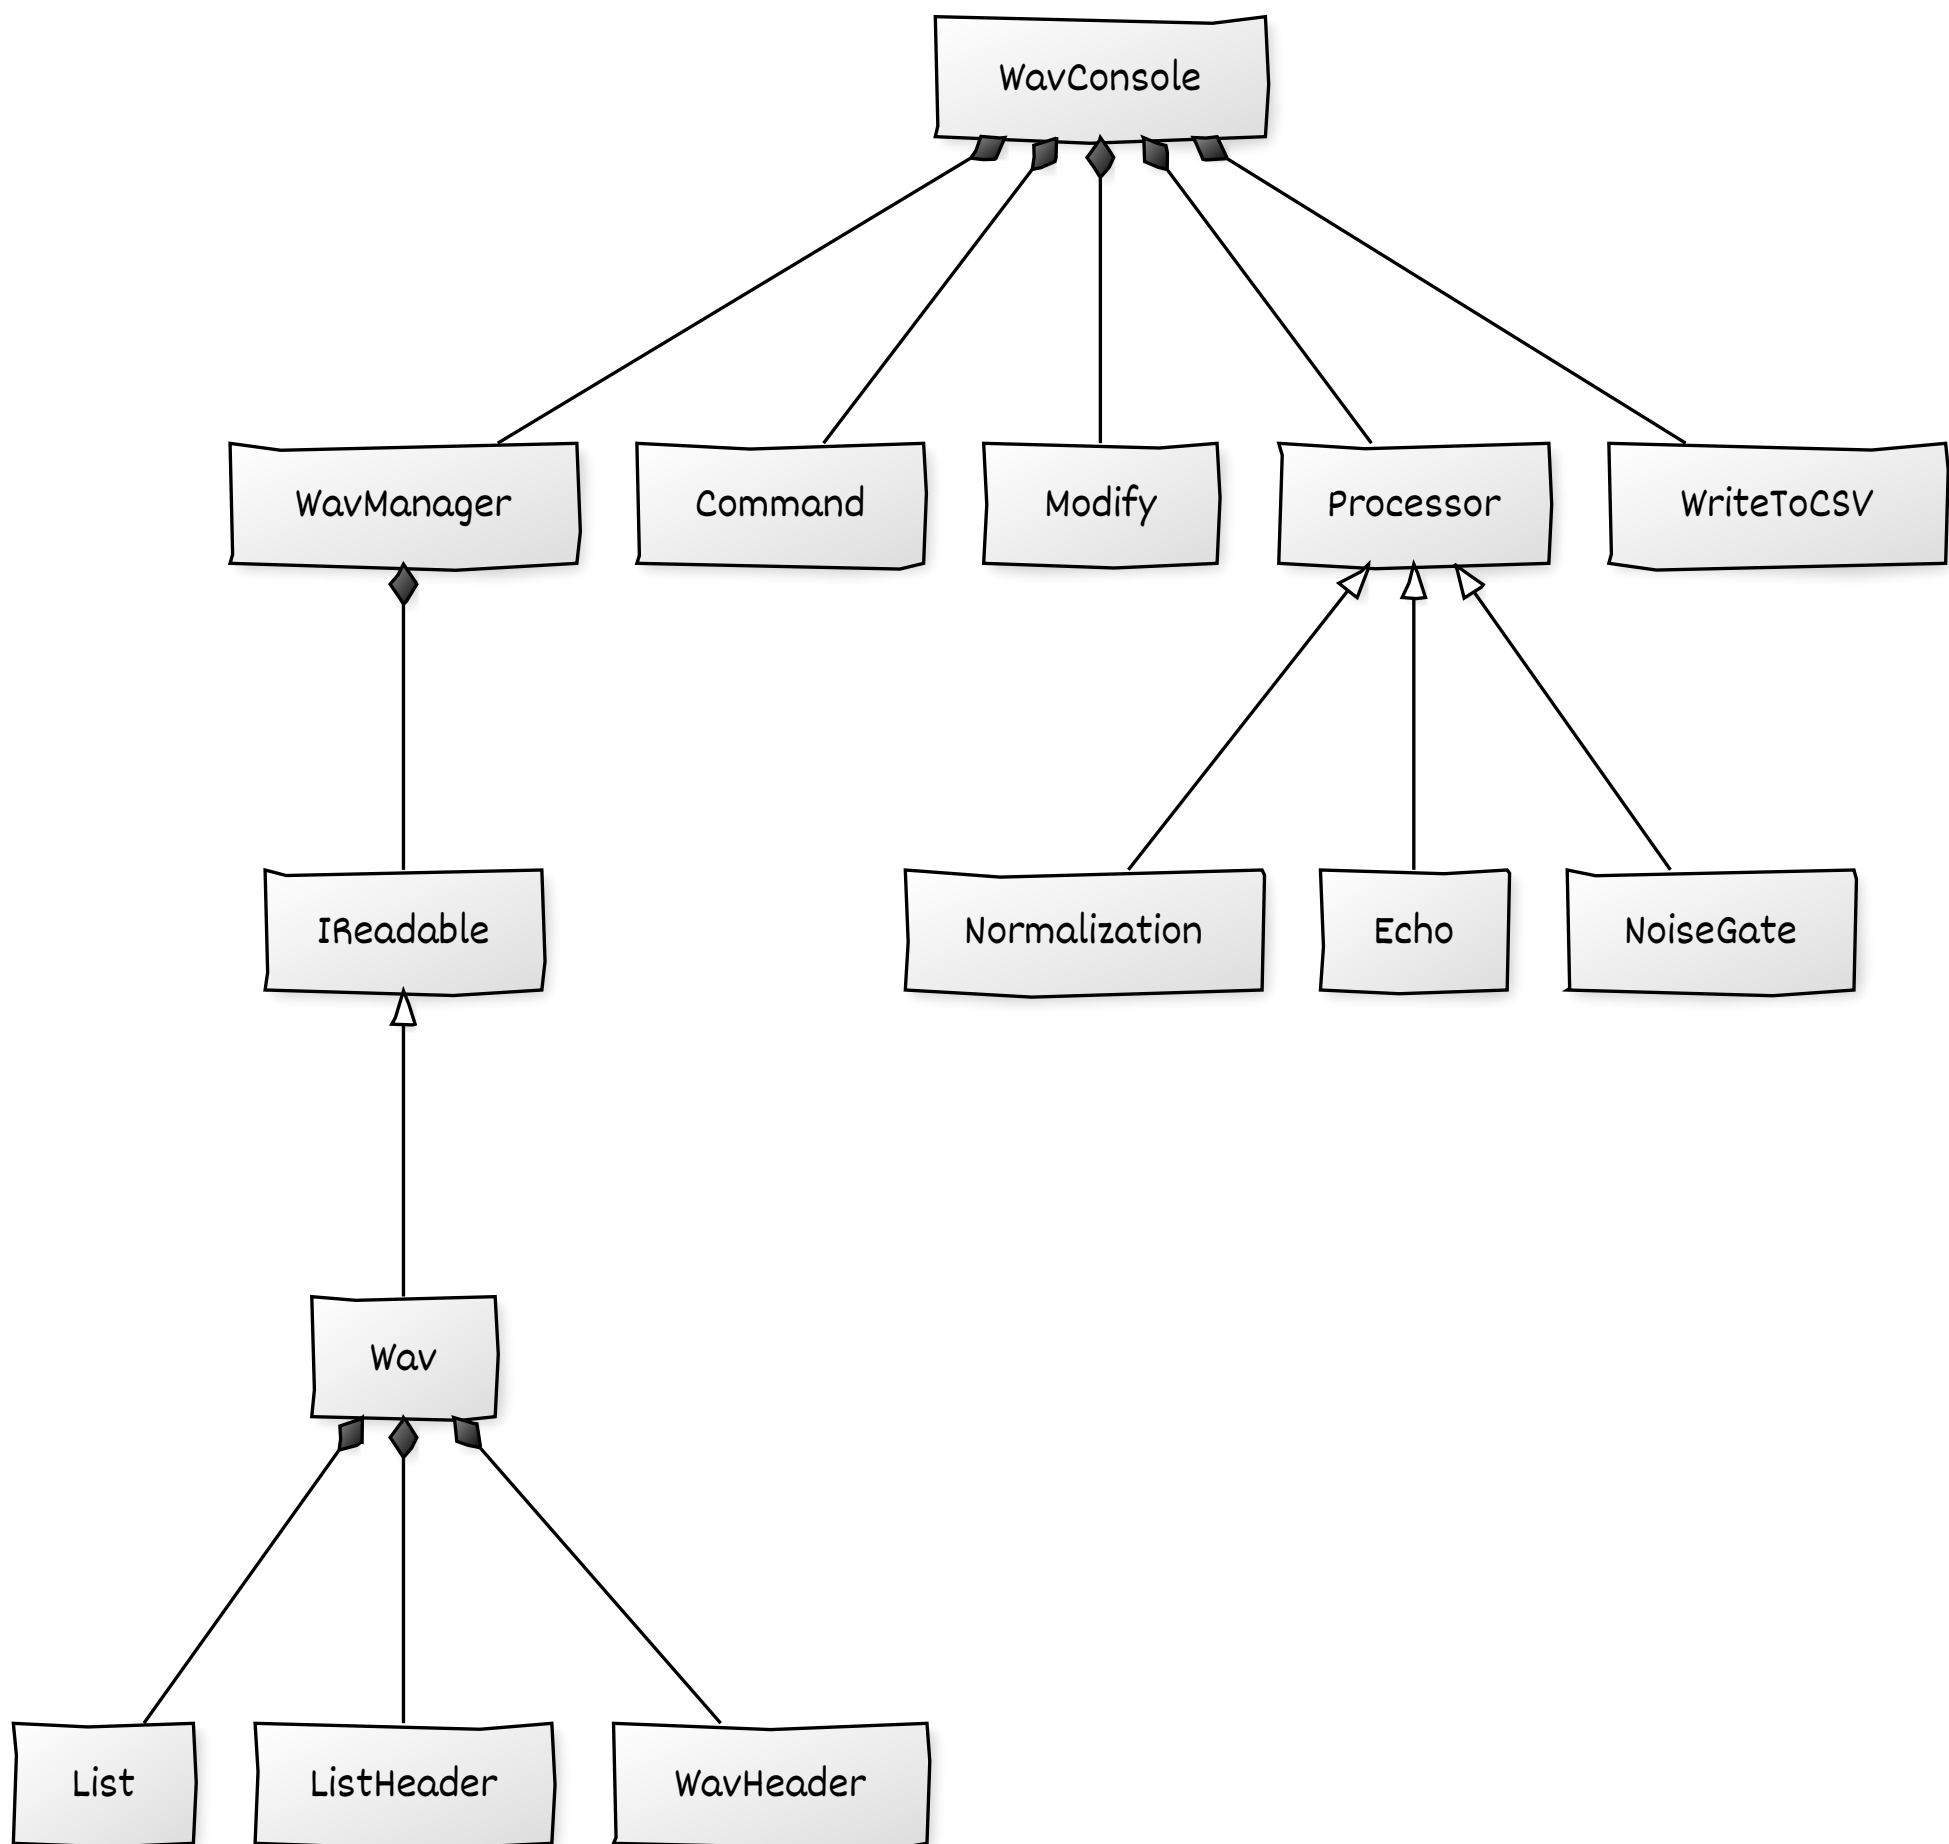 WavConsole
WavManager
Command
Modify
Processor
WriteToCSV
IReadable
Normalization
Echo
NoiseGate
Wav
List
ListHeader
WavHeader